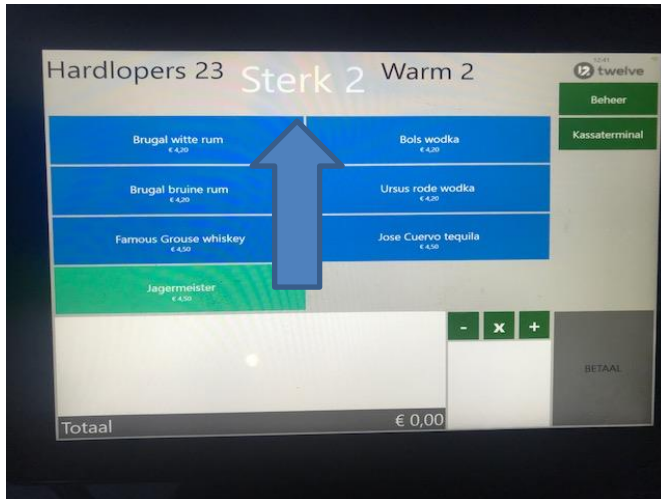 Hardlopers 23 Sterk 2 Warm 2
12:41
twelve
Beheer
Kassaterminal
Brugal witte rum
€ 4,20
Bols wodka
€ 4,20
Brugal bruine rum
€ 4,20
Ursus rode wodka
€ 4,20
Famous Grouse whiskey
€ 4,50
Jose Cuervo tequila
€ 4,50
Jagermeister
€ 4,50
- x +
BETAAL
Totaal € 0,00